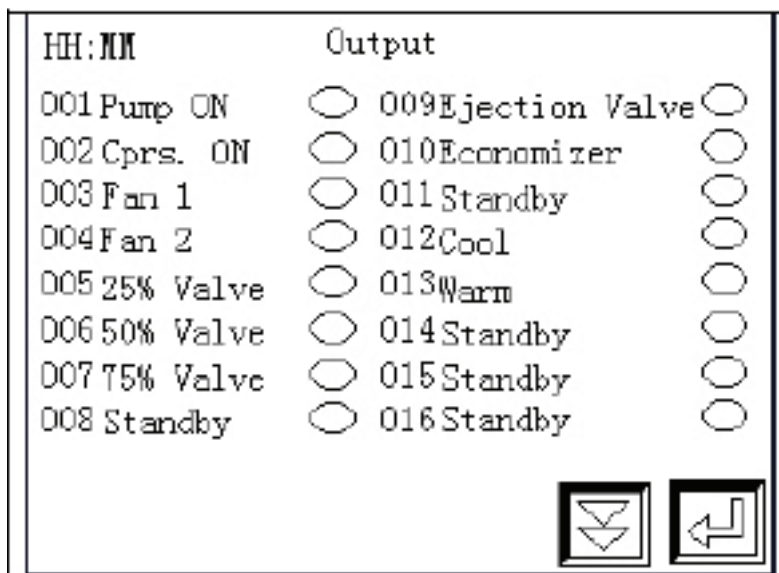 HH:MM Output
001 Pump ON 009 Ejection Valve
002 Cprs. ON 010 Economizer
003 Fan 1 011 Standby
004 Fan 2 012 Cool
005 25% Valve 013 Warm
006 50% Valve 014 Standby
007 75% Valve 015 Standby
008 Standby 016 Standby